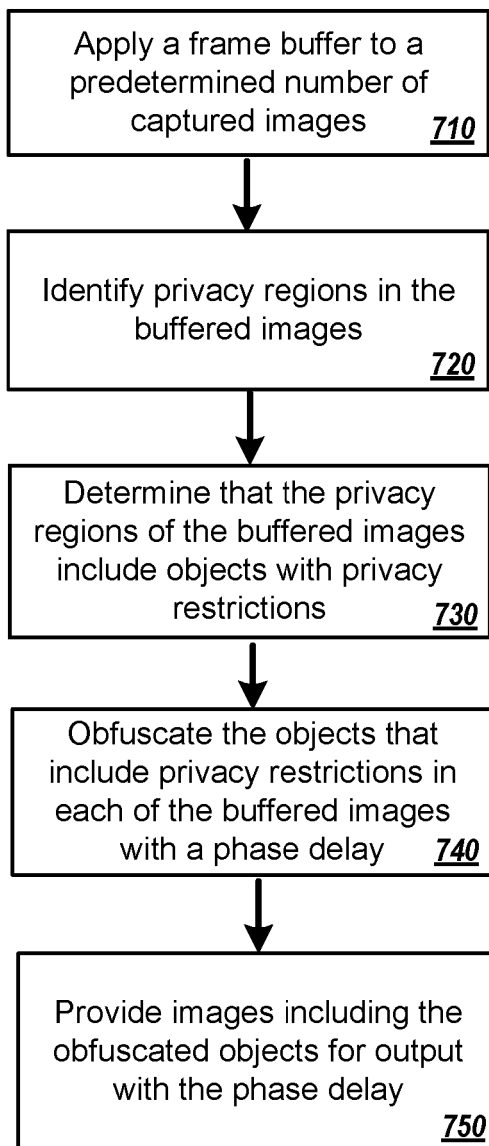 Apply a frame buffer to a
predetermined number of
captured images
710
Identify privacy regions in the
buffered images
720
Determine that the privacy
regions of the buffered images
include objects with privacy
restrictions
730
Obfuscate the objects that
include privacy restrictions in
each of the buffered images
with a phase delay 740
Provide images including the
obfuscated objects for output
with the phase delay
750